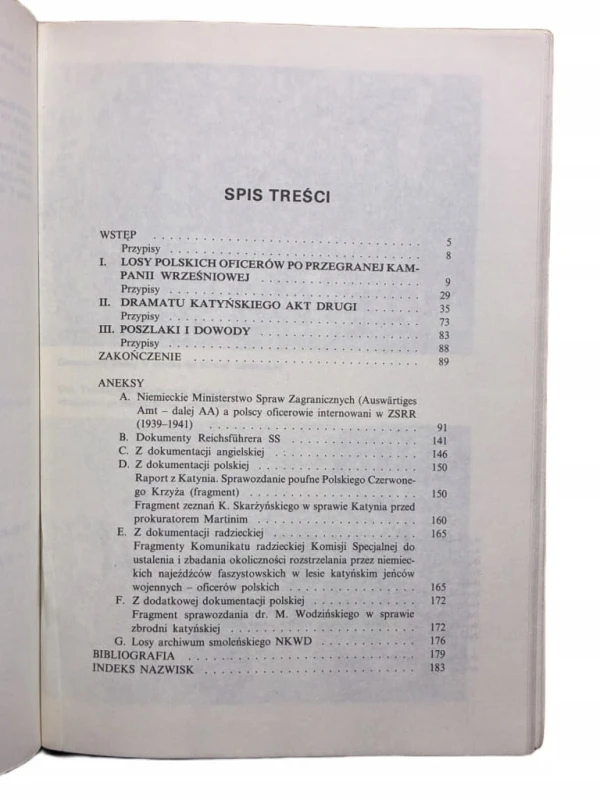 SPIS TREŚCI
WSTĘP . . . . . . . . . . . . . . . . . . . . . . . . . . . . 5
Przypisy . . . . . . . . . . . . . . . . . . . . . . . . . . . . 8
I. LOSY POLSKICH OFICERÓW PO PRZEGRANEJ KAM-
PANII WRZEŚNIOWEJ . . . . . . . . . . . . . . . . 9
Przypisy . . . . . . . . . . . . . . . . . . . . . . . . . . . . 29
II. DRAMATU KATYŃSKIEGO AKT DRUGI . . . . . . . 35
Przypisy . . . . . . . . . . . . . . . . . . . . . . . . . . . . 73
III. POSZLAKI I DOWODY . . . . . . . . . . . . . . . . 83
Przypisy . . . . . . . . . . . . . . . . . . . . . . . . . . . . 88
ZAKOŃCZENIE . . . . . . . . . . . . . . . . . . . . . . . 89
ANEKSY
A. Niemieckie Ministerstwo Spraw Zagranicznych (Auswärtiges
Amt – dalej AA) a polscy oficerowie internowani w ZSRR
(1939–1941) . . . . . . . . . . . . . . . . . . . . . . . . 91
B. Dokumenty Reichsführera SS . . . . . . . . . . . . . . 141
C. Z dokumentacji angielskiej . . . . . . . . . . . . . . . . 146
D. Z dokumentacji polskiej . . . . . . . . . . . . . . . . . . 150
Raport z Katynia. Sprawozdanie poufne Polskiego Czerwone-
go Krzyża (fragment) . . . . . . . . . . . . . . . . . . . . 150
Fragment zeznań K. Skarżyńskiego w sprawie Katynia przed
prokuratorem Martinim . . . . . . . . . . . . . . . . . . 160
E. Z dokumentacji radzieckiej . . . . . . . . . . . . . . . . 165
Fragmenty Komunikatu radzieckiej Komisji Specjalnej do
ustalenia i zbadania okoliczności rozstrzelania przez niemiec-
kich najeźdźców faszystowskich w lesie katyńskim jeńców
wojennych – oficerów polskich . . . . . . . . . . . . . . 165
F. Z dodatkowej dokumentacji polskiej . . . . . . . . . . 172
Fragment sprawozdania dr. M. Wodzińskiego w sprawie
zbrodni katyńskiej . . . . . . . . . . . . . . . . . . . . . . 172
G. Losy archiwum smoleńskiego NKWD . . . . . . . . . . 176
BIBLIOGRAFIA . . . . . . . . . . . . . . . . . . . . . . . . 179
INDEKS NAZWISK . . . . . . . . . . . . . . . . . . . . . . 183